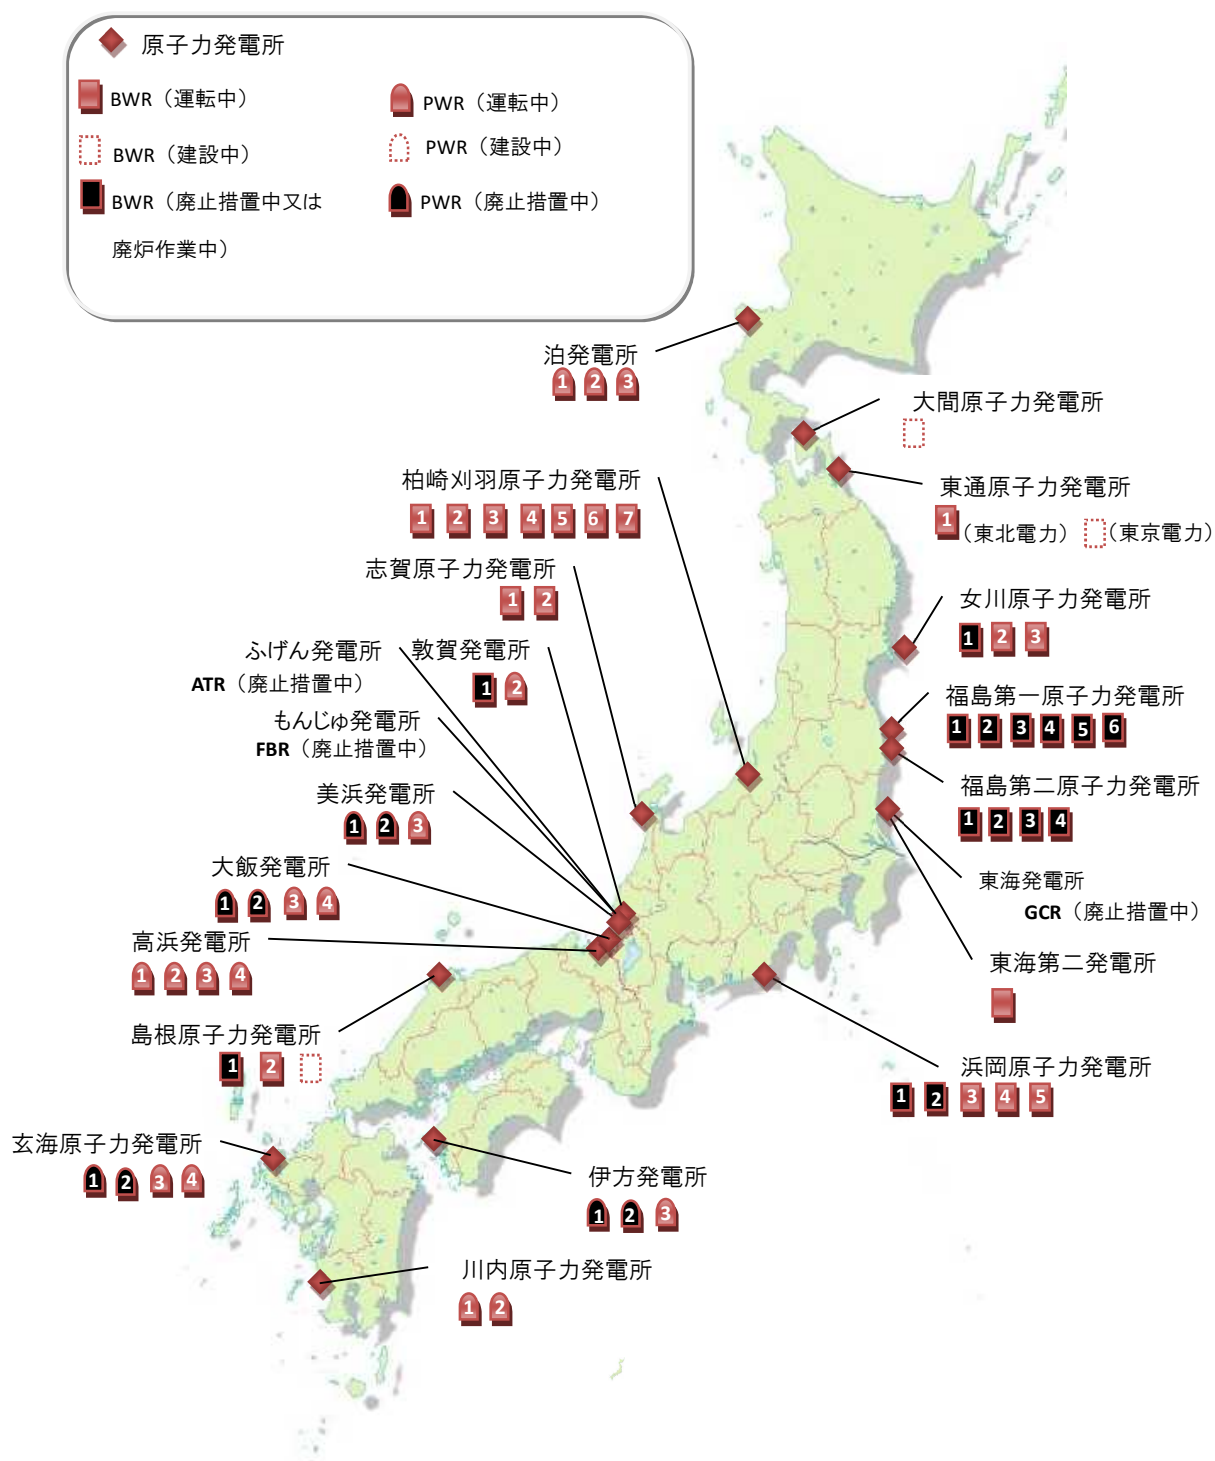 原子力発電所
BWR（運転中）
PWR（運転中）
BWR（建設中）
PWR（建設中）
BWR（廃止措置中又は
廃炉作業中）
PWR（廃止措置中）
泊発電所
1 2 3
大間原子力発電所
柏崎刈羽原子力発電所
1 2 3 4 5 6 7
東通原子力発電所
1（東北電力） （東京電力）
志賀原子力発電所
1 2
女川原子力発電所
1 2 3
ふげん発電所
ATR（廃止措置中）
敦賀発電所
1 2
もんじゅ発電所
FBR（廃止措置中）
福島第一原子力発電所
1 2 3 4 5 6
福島第二原子力発電所
1 2 3 4
美浜発電所
1 2 3
大飯発電所
1 2 3 4
東海発電所
GCR（廃止措置中）
高浜発電所
1 2 3 4
東海第二発電所
島根原子力発電所
1 2
浜岡原子力発電所
1 2 3 4 5
玄海原子力発電所
1 2 3 4
伊方発電所
1 2 3
川内原子力発電所
1 2